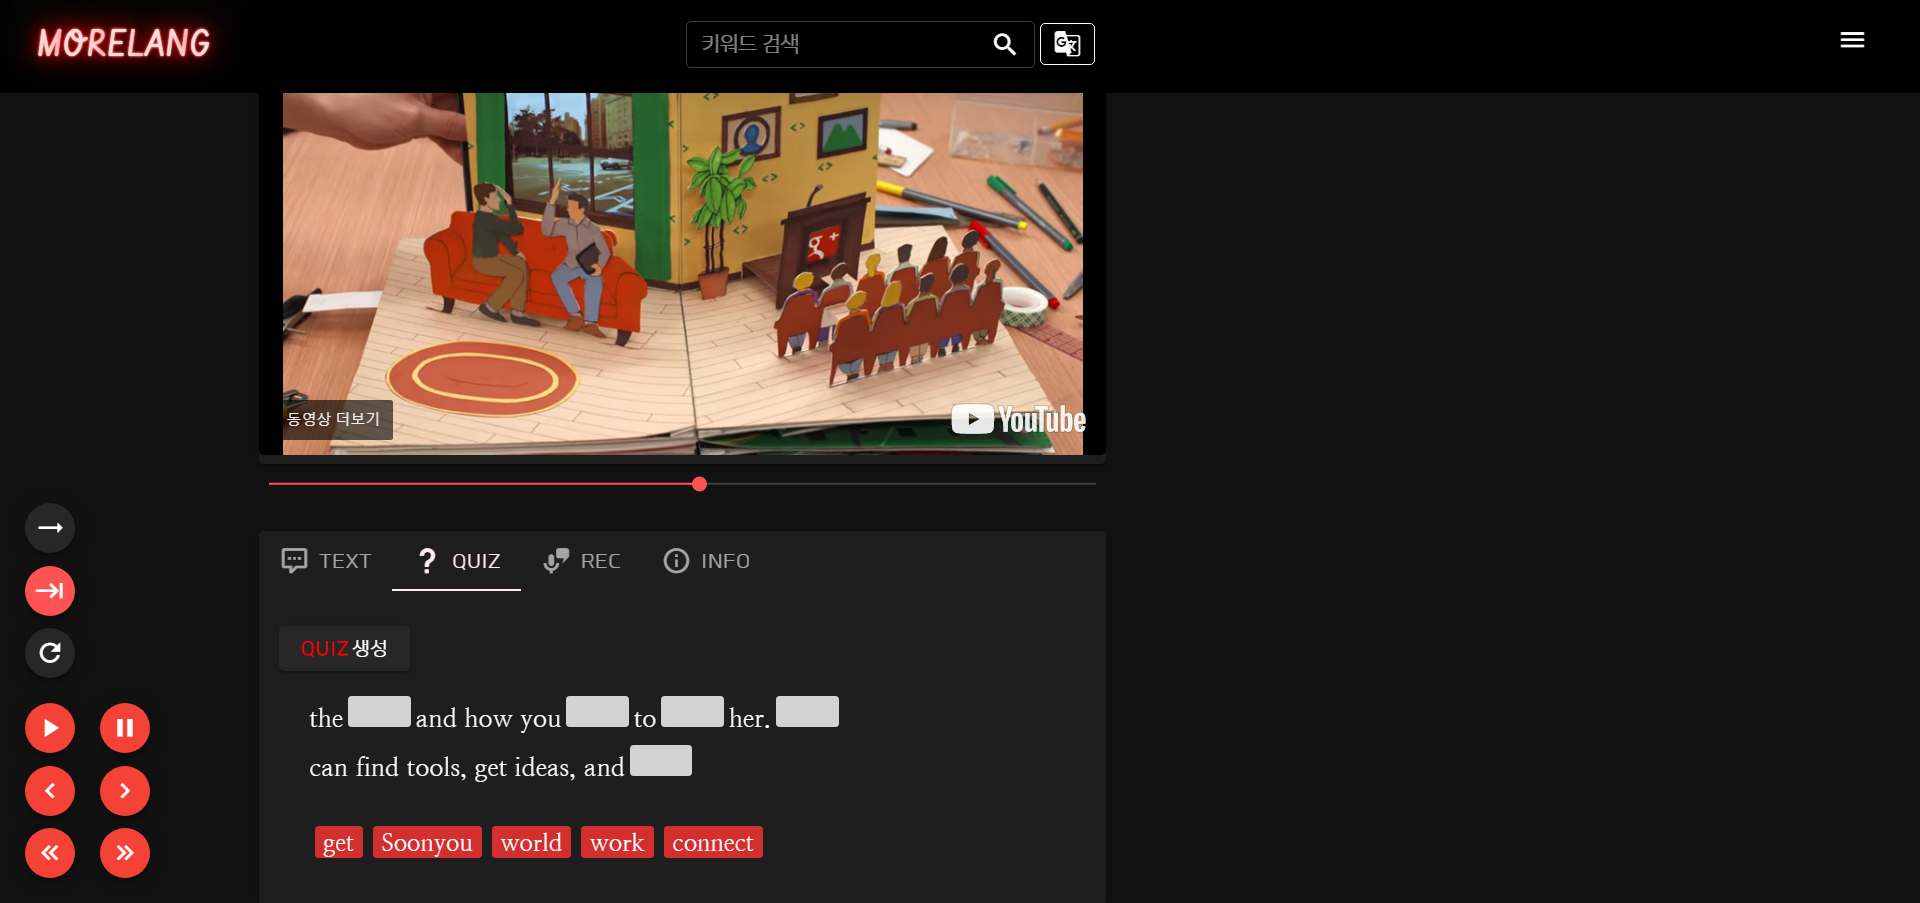 MORELANG
키워드 검색
동영상 더보기
YouTube
TEXT
QUIZ
REC
INFO
QUIZ 생성
the and how you to her.
can find tools, get ideas, and
get Soonyou world work connect